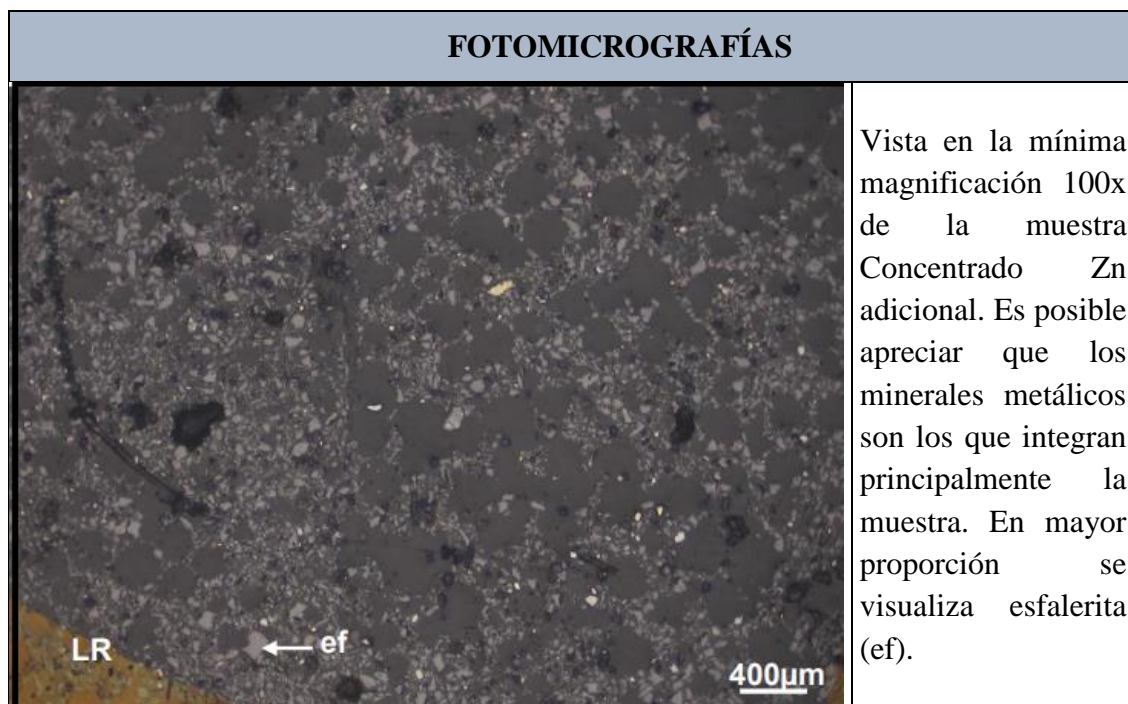 FOTOMICROGRAFÍAS
Vista en la mínima
magnificación 100x
de la muestra
Concentrado Zn
adicional. Es posible
apreciar que los
minerales metálicos
son los que integran
principalmente la
muestra. En mayor
proporción se
visualiza esfalerita
(ef).
LR
ef
400µm